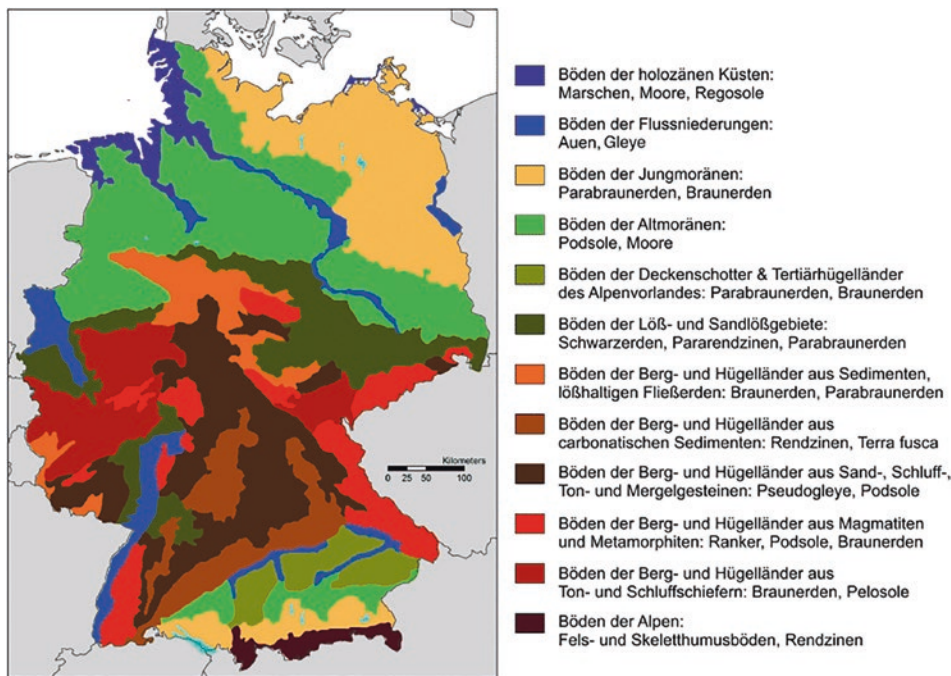 Böden der holozänen Küsten:
Marschen, Moore, Regosole
Böden der Flussniederungen:
Auen, Gleye
Böden der Jungmoränen:
Parabraunerden, Braunerden
Böden der Altmoränen:
Podsole, Moore
Böden der Deckenschotter & Tertiärhügelländer
des Alpenvorlandes: Parabraunerden, Braunerden
Böden der Löß- und Sandlößgebiete:
Schwarzerden, Pararendzinen, Parabraunerden
Böden der Berg- und Hügelländer aus Sedimenten,
lößhaltigen Fließerden: Braunerden, Parabraunerden
Böden der Berg- und Hügelländer aus
carbonatischen Sedimenten: Rendzinen, Terra fusca
Böden der Berg- und Hügelländer aus Sand-, Schluff-,
Ton- und Mergelgesteinen: Pseudogleye, Podsole
Böden der Berg- und Hügelländer aus Magmatiten
und Metamorphiten: Ranker, Podsole, Braunerden
Böden der Berg- und Hügelländer aus
Ton- und Schluffschiefern: Braunerden, Pelosole
Böden der Alpen:
Fels- und Skeletthumusböden, Rendzinen
Kilometers
0 25 50 100